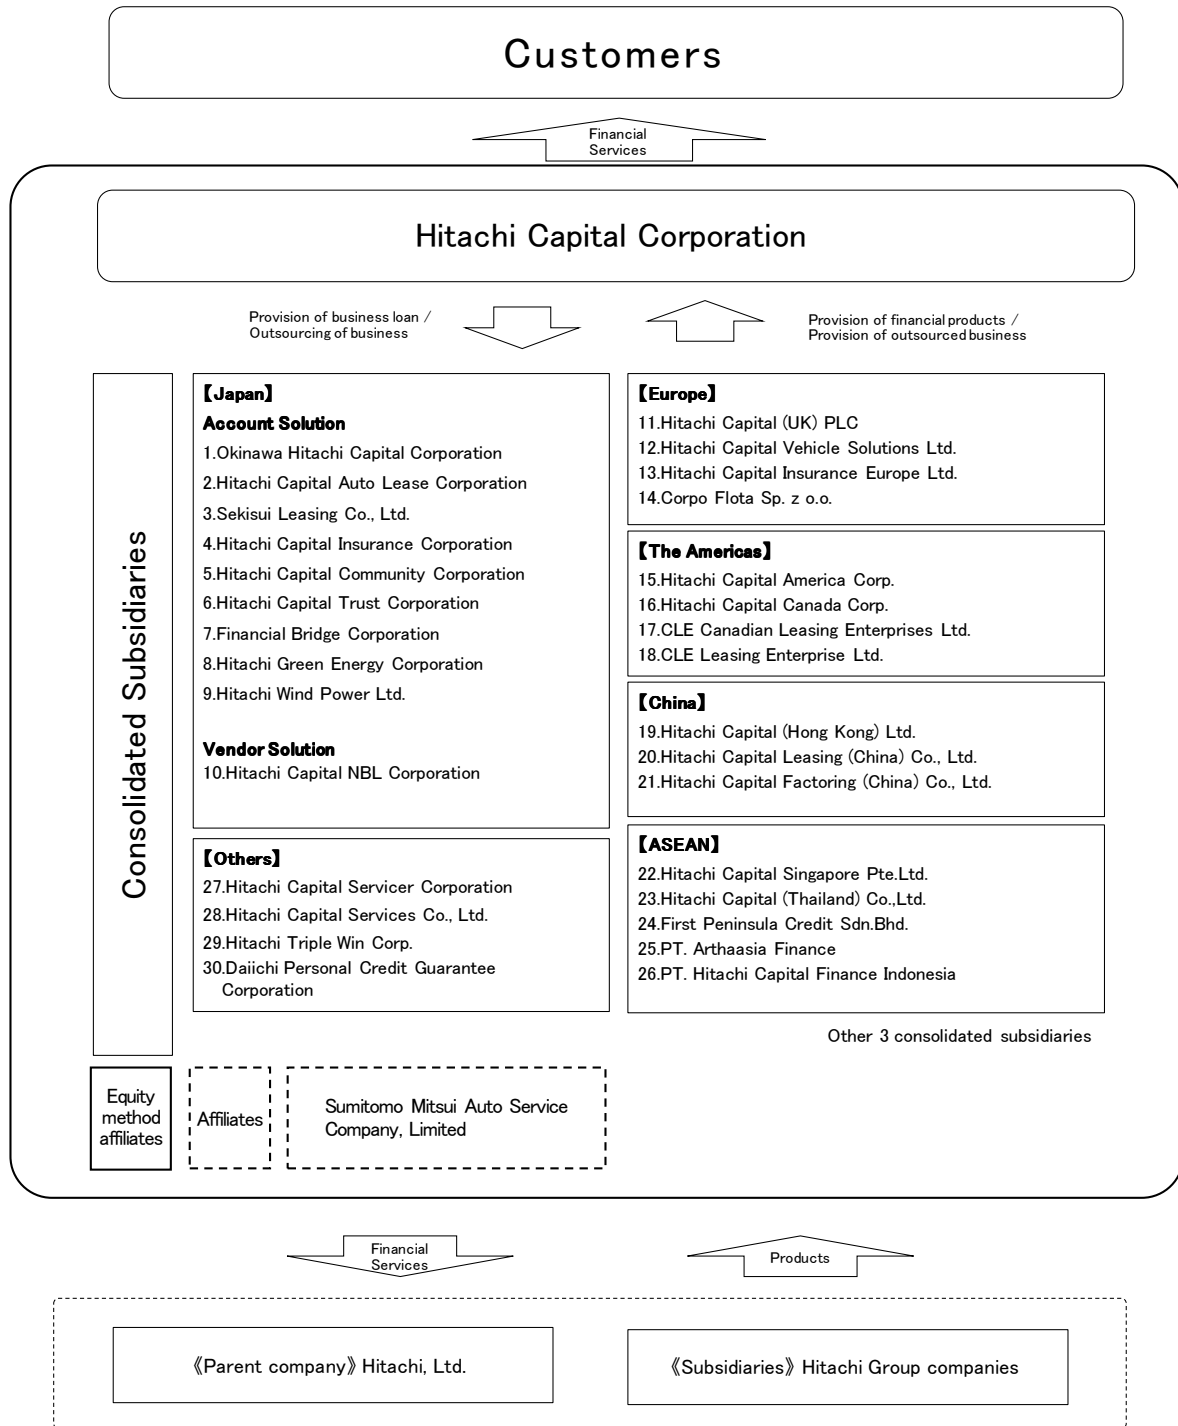 Customers
Financial
Services
Hitachi Capital Corporation
Provision of business loan /
Outsourcing of business
Provision of financial products /
Provision of outsourced business
Consolidated Subsidiaries
【Japan】
Account Solution
1.Okinawa Hitachi Capital Corporation
2.Hitachi Capital Auto Lease Corporation
3.Sekisui Leasing Co., Ltd.
4.Hitachi Capital Insurance Corporation
5.Hitachi Capital Community Corporation
6.Hitachi Capital Trust Corporation
7.Financial Bridge Corporation
8.Hitachi Green Energy Corporation
9.Hitachi Wind Power Ltd.
Vendor Solution
10.Hitachi Capital NBL Corporation
【Others】
27.Hitachi Capital Servicer Corporation
28.Hitachi Capital Services Co., Ltd.
29.Hitachi Triple Win Corp.
30.Daiichi Personal Credit Guarantee
Corporation
【Europe】
11.Hitachi Capital (UK) PLC
12.Hitachi Capital Vehicle Solutions Ltd.
13.Hitachi Capital Insurance Europe Ltd.
14.Corpo Flota Sp. z o.o.
【The Americas】
15.Hitachi Capital America Corp.
16.Hitachi Capital Canada Corp.
17.CLE Canadian Leasing Enterprises Ltd.
18.CLE Leasing Enterprise Ltd.
【China】
19.Hitachi Capital (Hong Kong) Ltd.
20.Hitachi Capital Leasing (China) Co., Ltd.
21.Hitachi Capital Factoring (China) Co., Ltd.
【ASEAN】
22.Hitachi Capital Singapore Pte.Ltd.
23.Hitachi Capital (Thailand) Co.,Ltd.
24.First Peninsula Credit Sdn.Bhd.
25.PT. Arthaasia Finance
26.PT. Hitachi Capital Finance Indonesia
Other 3 consolidated subsidiaries
Equity
method
affiliates
Affiliates
Sumitomo Mitsui Auto Service
Company, Limited
Financial
Services
Products
《Parent company》 Hitachi, Ltd.
《Subsidiaries》 Hitachi Group companies